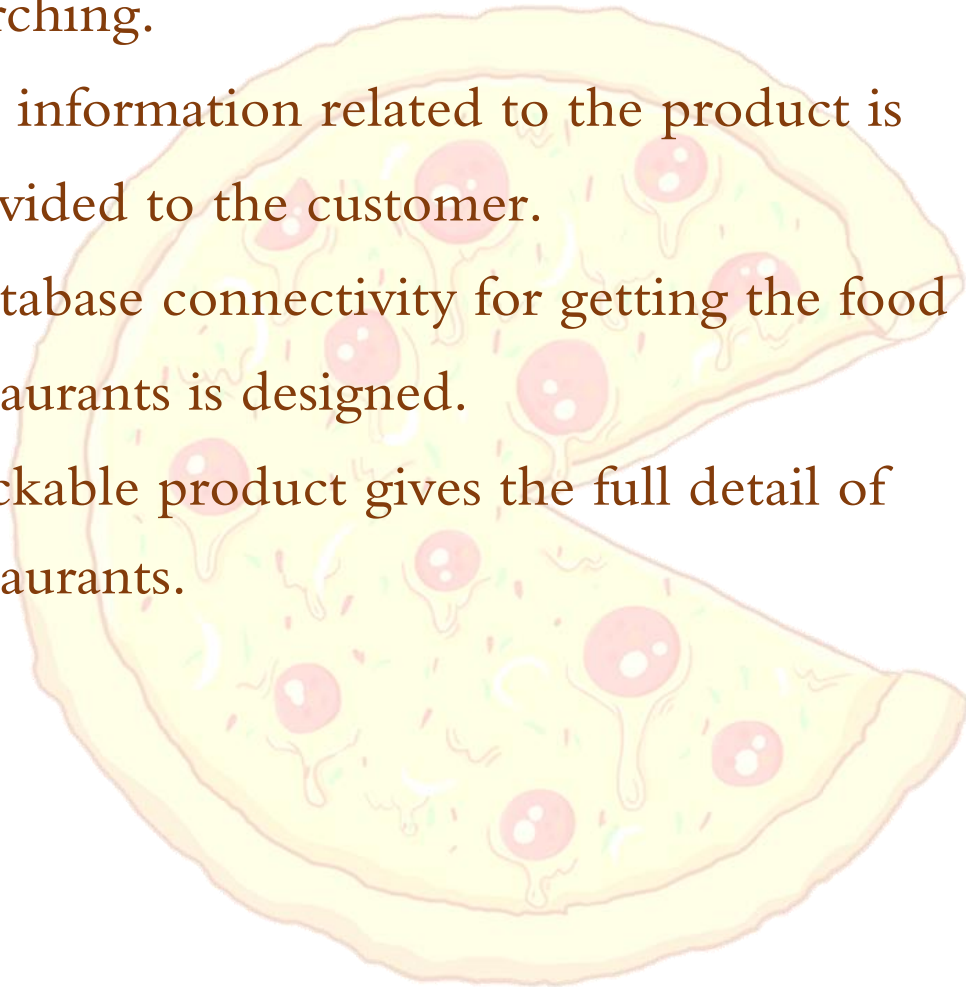 rching.
information related to the product is
vided to the customer.
tabase connectivity for getting the food
aurants is designed.
ckable product gives the full detail of
aurants.